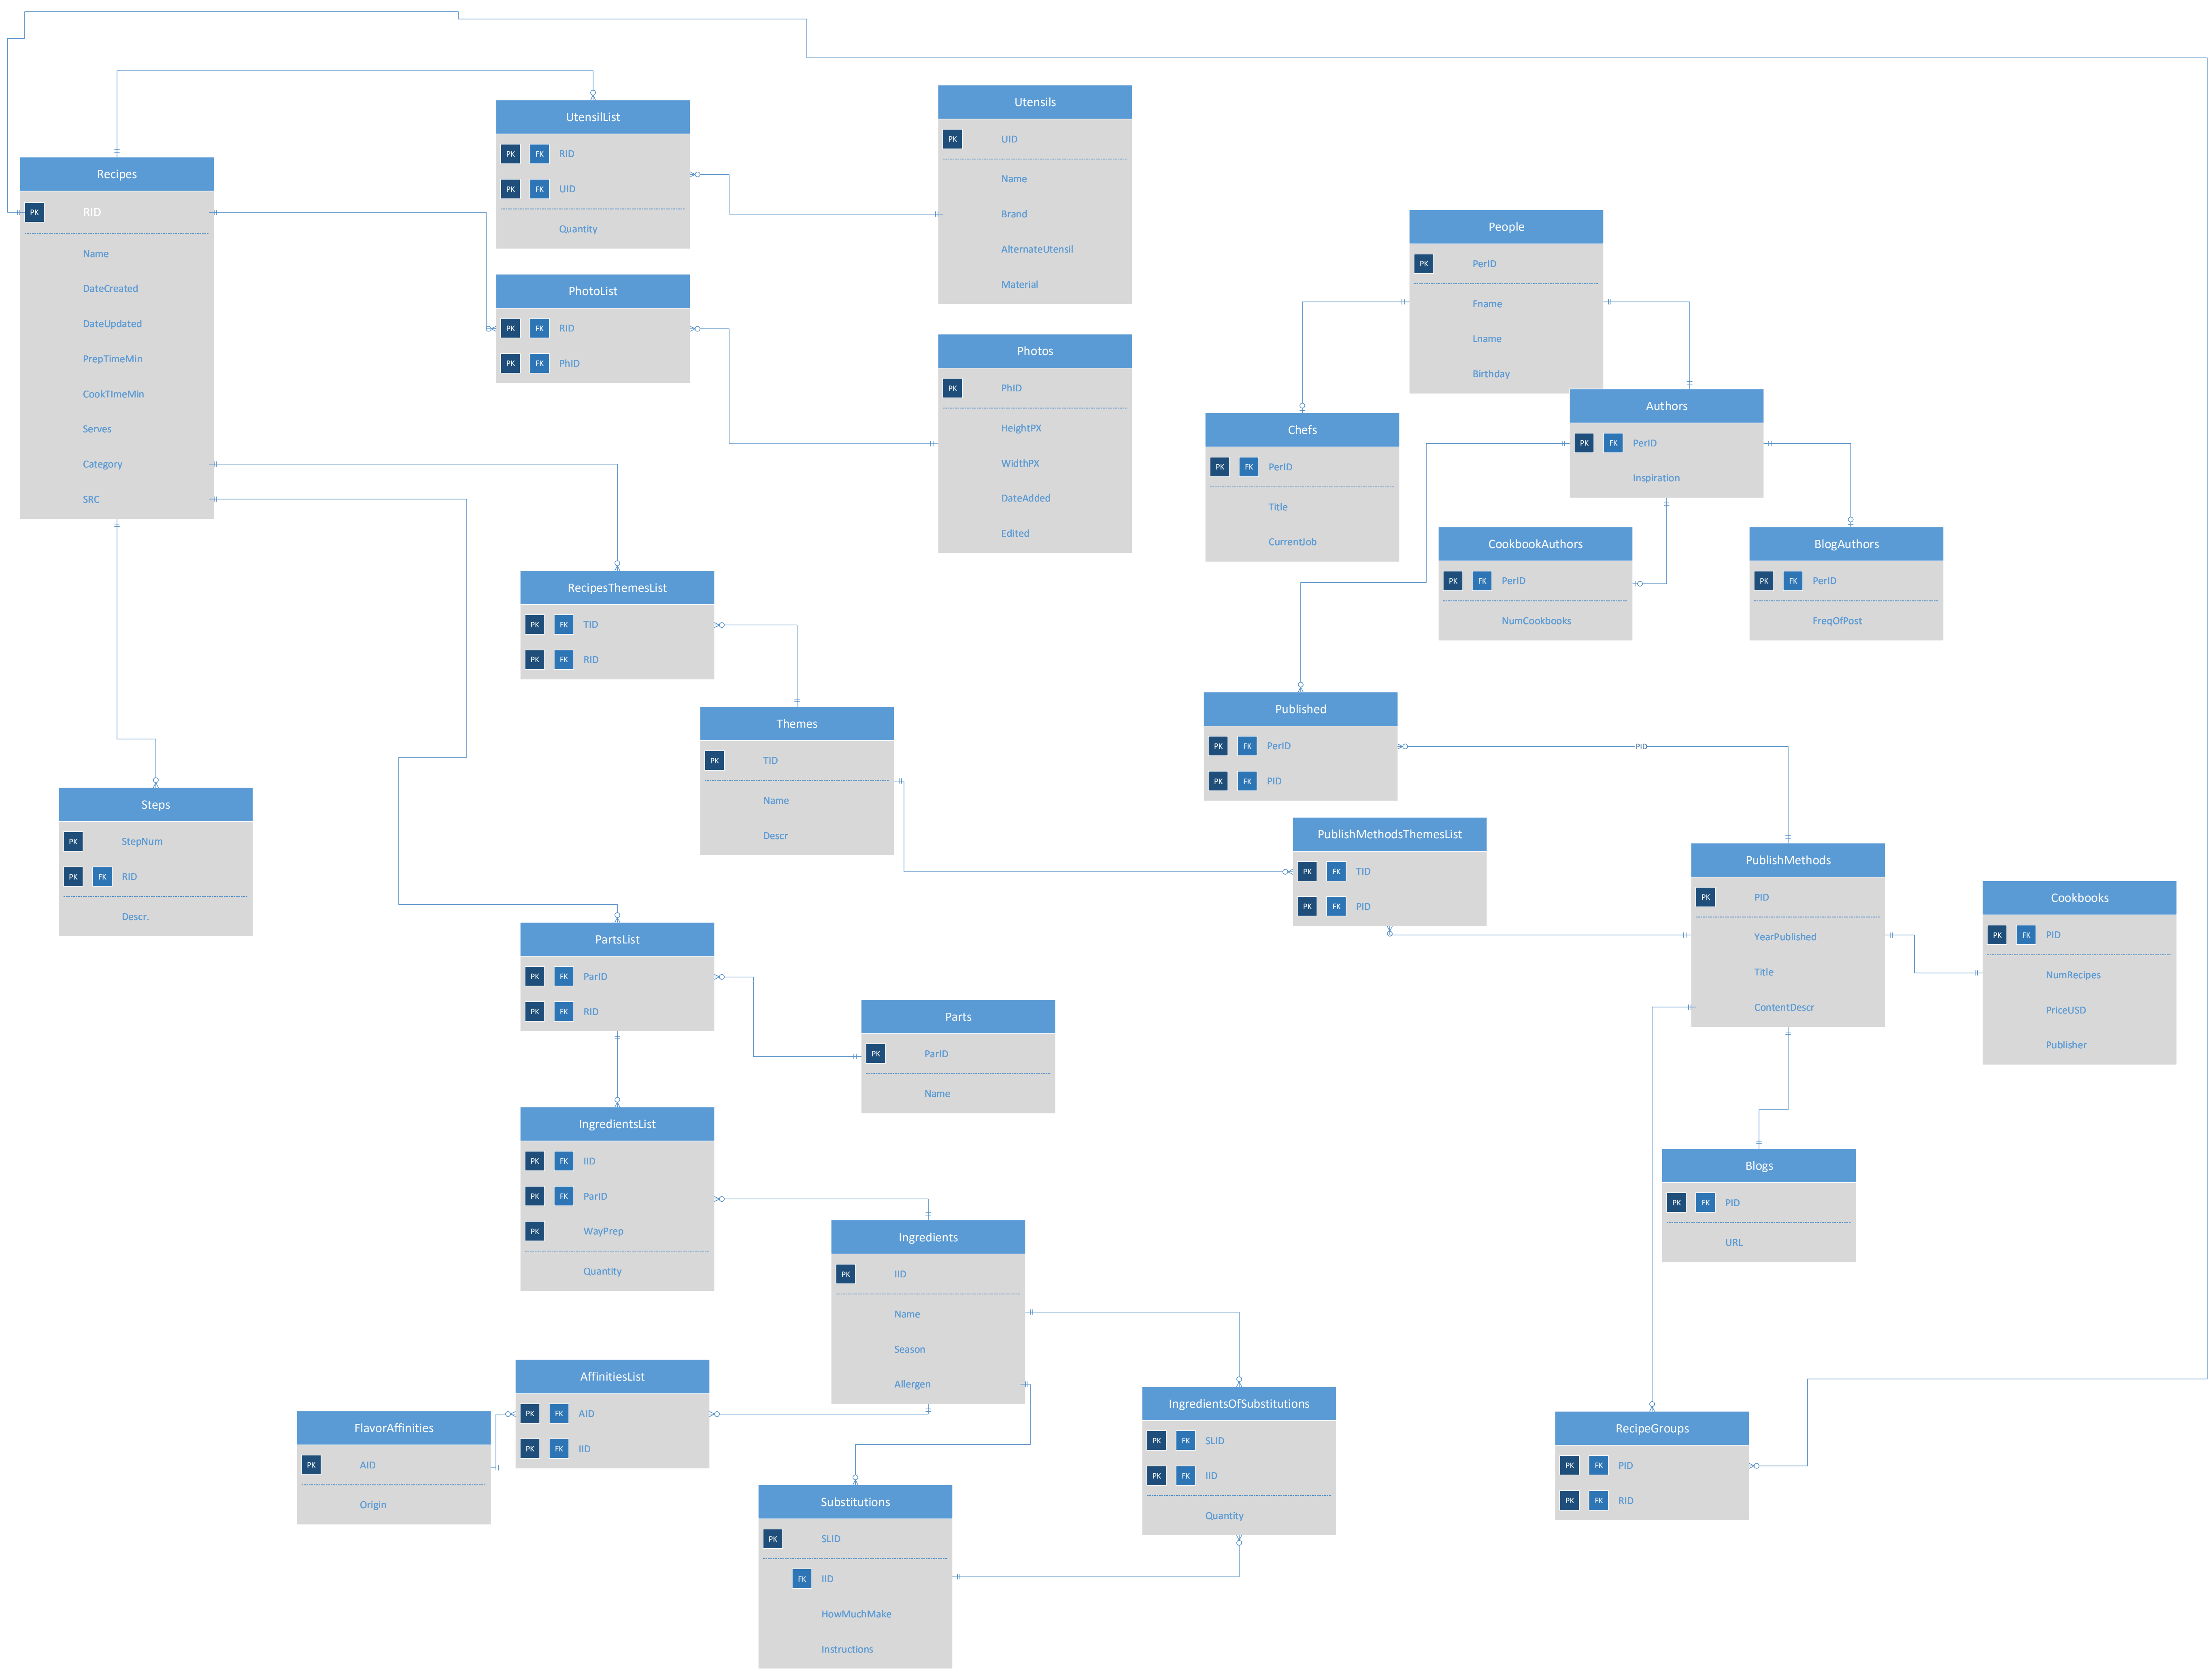 UtensilList
PK FK RID
PK FK UID
Quantity
Utensils
PK UID
Name
Brand
AlternateUtensil
Material
Recipes
PK RID
Name
DateCreated
DateUpdated
PrepTimeMin
CookTImeMin
Serves
Category
SRC
PhotoList
PK FK RID
PK FK PhID
Photos
PK PhID
HeightPX
WidthPX
DateAdded
Edited
People
PK PerID
Fname
Lname
Birthday
Authors
PK FK PerID
Inspiration
Chefs
PK FK PerID
Title
CurrentJob
CookbookAuthors
PK FK PerID
NumCookbooks
BlogAuthors
PK FK PerID
FreqOfPost
RecipesThemesList
PK FK TID
PK FK RID
Themes
PK TID
Name
Descr
Published
PK FK PerID
PK FK PID
PID
Steps
PK StepNum
PK FK RID
Descr.
PublishMethodsThemesList
PK FK TID
PK FK PID
PublishMethods
PK PID
YearPublished
Title
ContentDescr
Cookbooks
PK FK PID
NumRecipes
PriceUSD
Publisher
PartsList
PK FK ParID
PK FK RID
Parts
PK ParID
Name
IngredientsList
PK FK IID
PK FK ParID
PK WayPrep
Quantity
Blogs
PK FK PID
URL
Ingredients
PK IID
Name
Season
Allergen
AffinitiesList
PK FK AID
PK FK IID
FlavorAffinities
PK AID
Origin
IngredientsOfSubstitutions
PK FK SLID
PK FK IID
Quantity
RecipeGroups
PK FK PID
PK FK RID
Substitutions
PK SLID
FK IID
HowMuchMake
Instructions